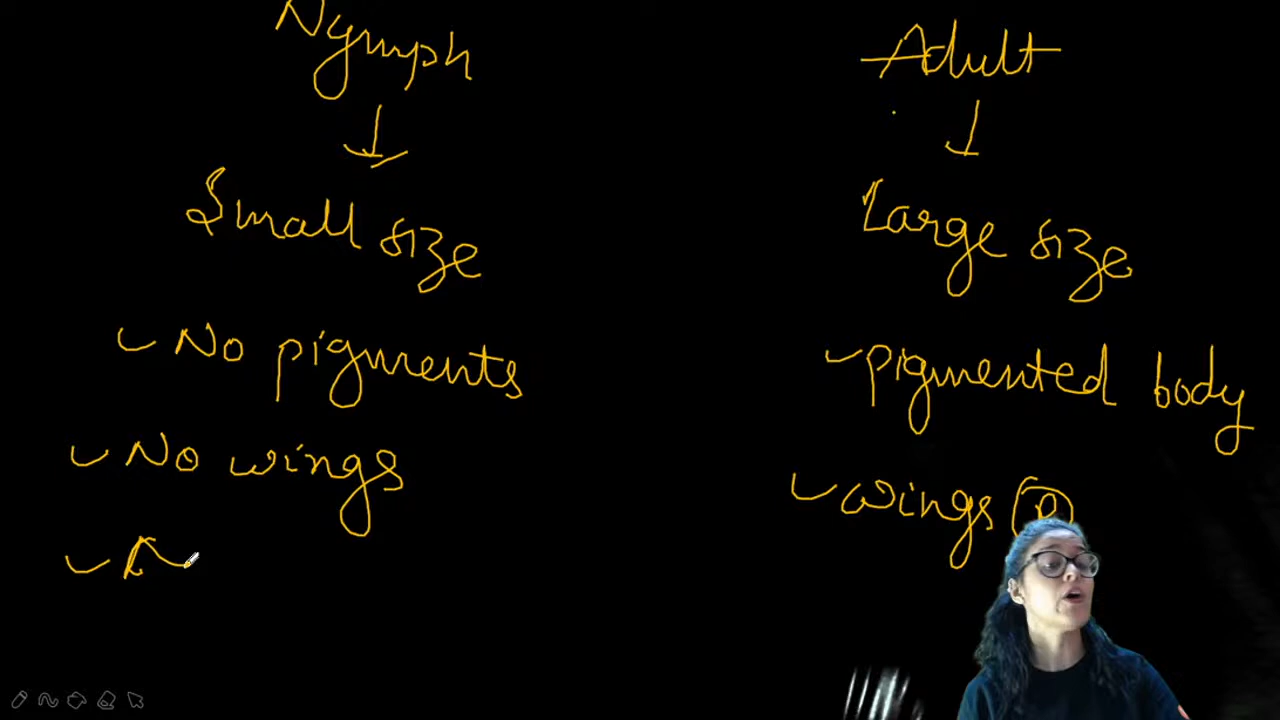 Nymph
Small size
No pigments
No wings
N
Adult
Large size
pigmented body
wings P